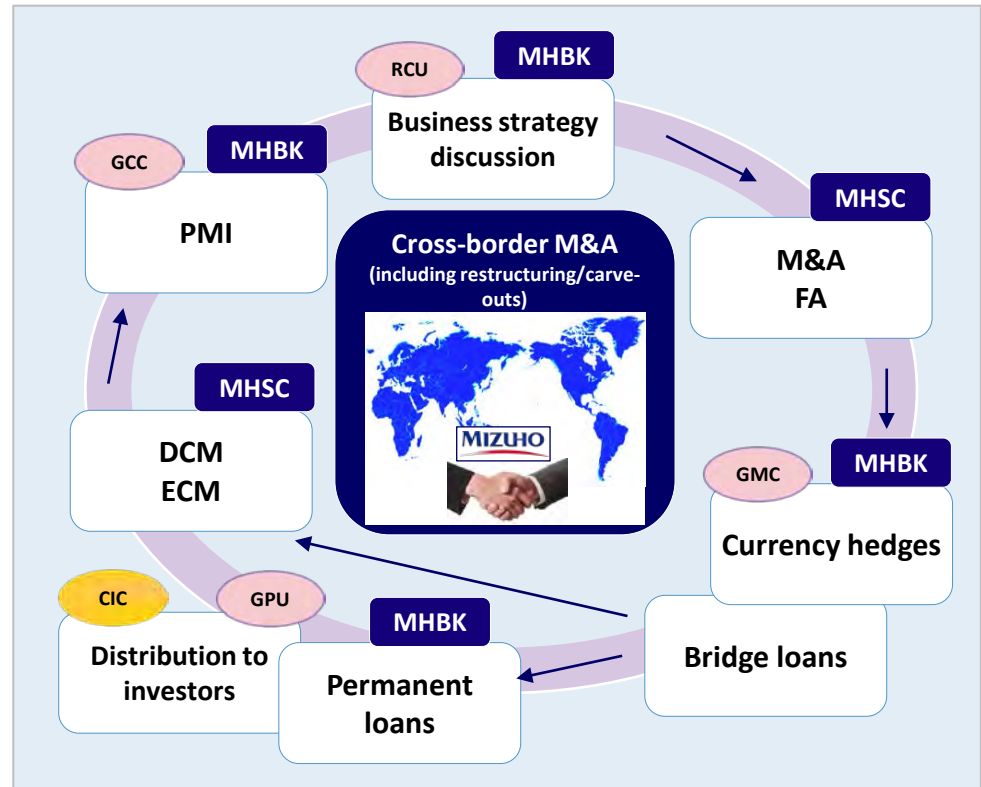 RCU
MHBK
Business strategy
discussion
MHSC
M&A
FA
GMC
MHBK
Currency hedges
Bridge loans
MHBK
Permanent
loans
GPU
CIC
Distribution to
investors
MHSC
DCM
ECM
GCC
MHBK
PMI
Cross-border M&A
(including restructuring/carve-
outs)
MIZUHO